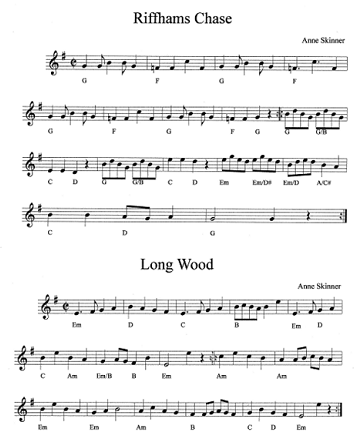 Riffhams Chase
Anne Skinner
G F G F
G F G F G G G/B
C D G G/B C D Em Em/D# Em/D A/C#
C D G
Long Wood
Anne Skinner
Em D C B Em D
C Am Em/B B Em Em Am
Em Em Am B C D Em